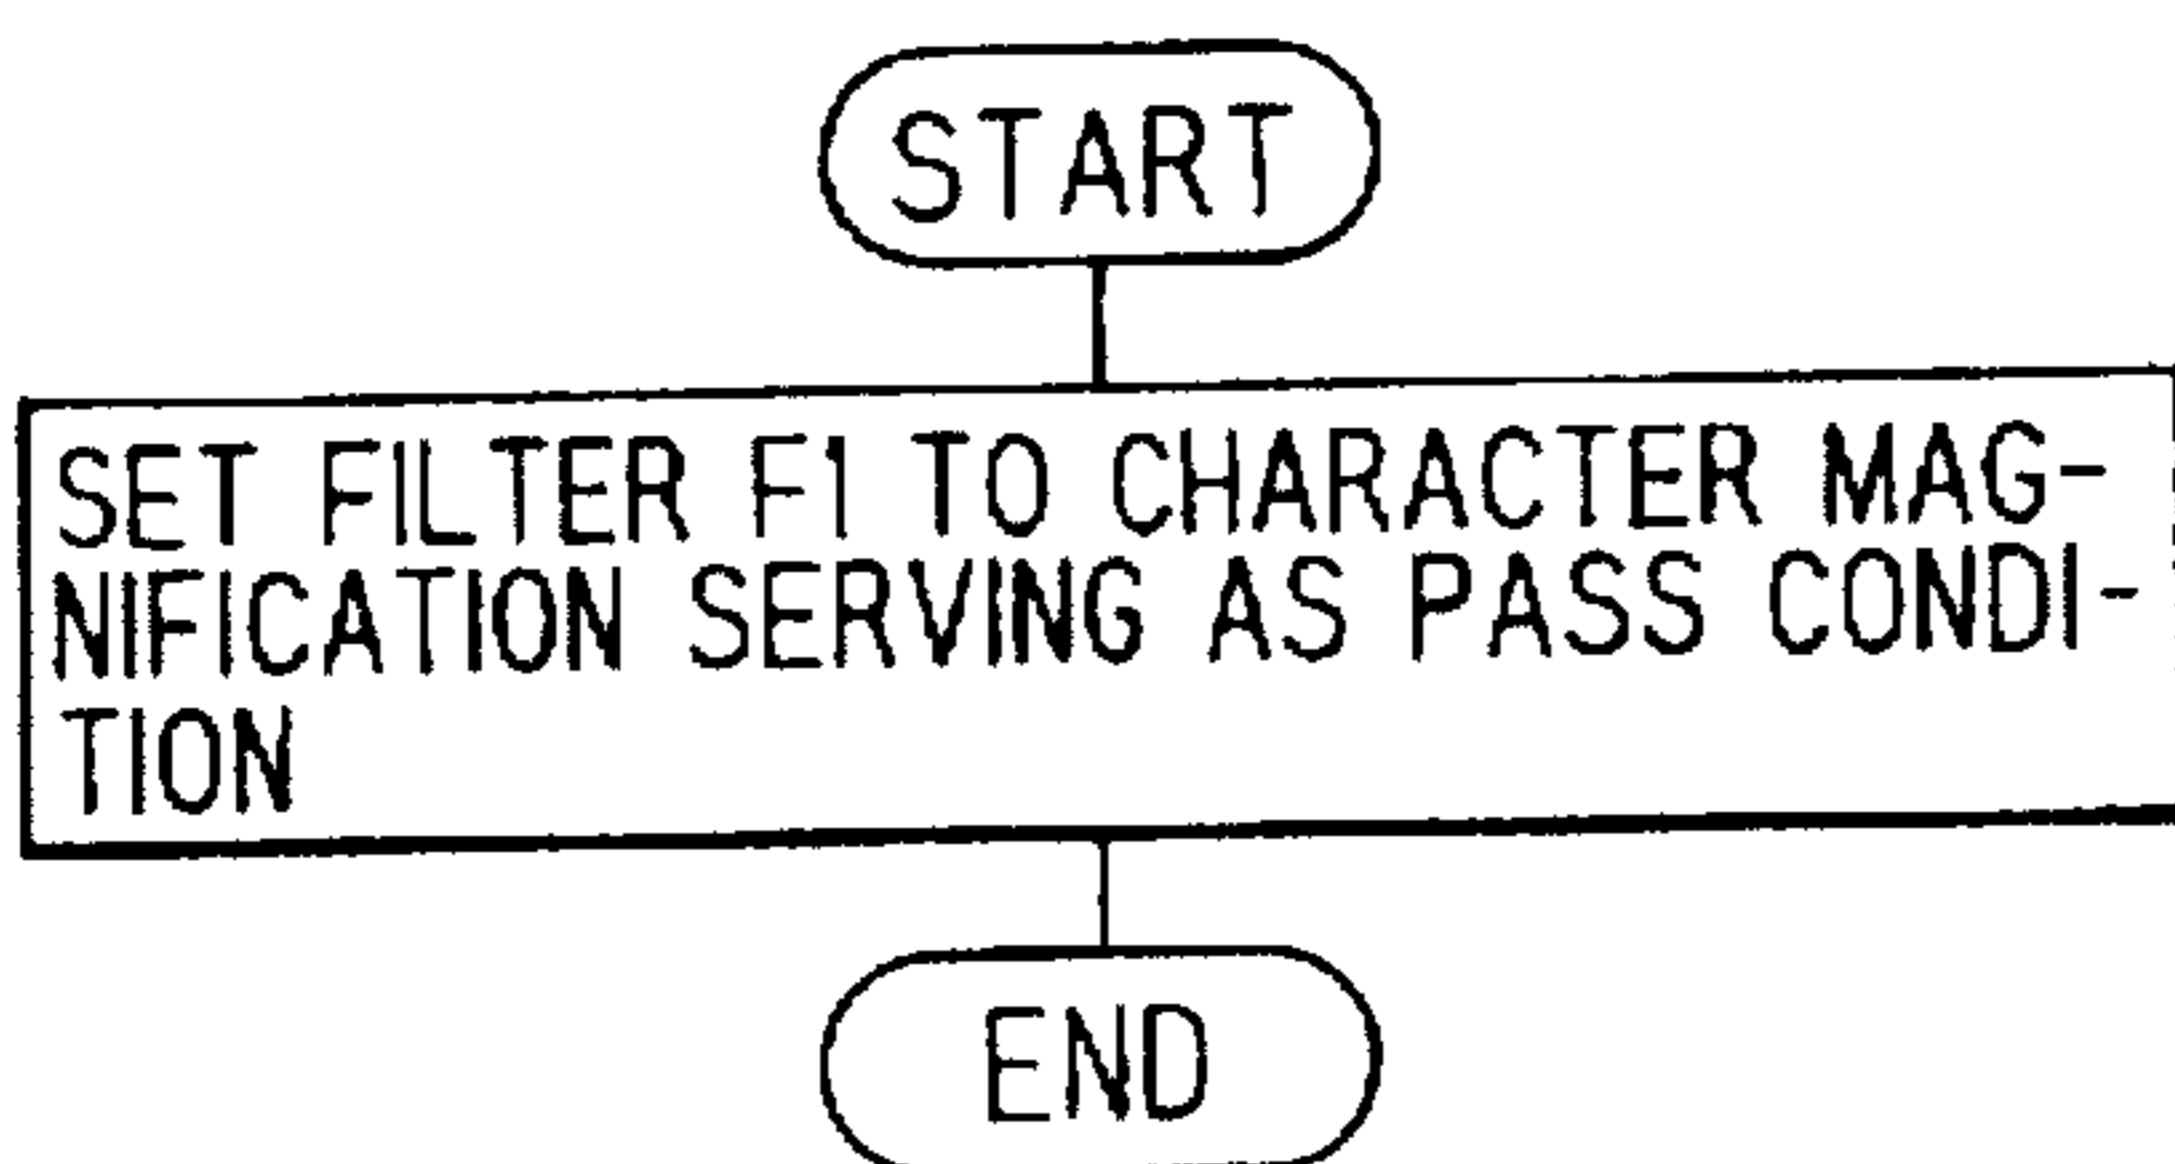 START
SET FILTER F1 TO CHARACTER MAG-
NIFICATION SERVING AS PASS CONDI-
TION
END